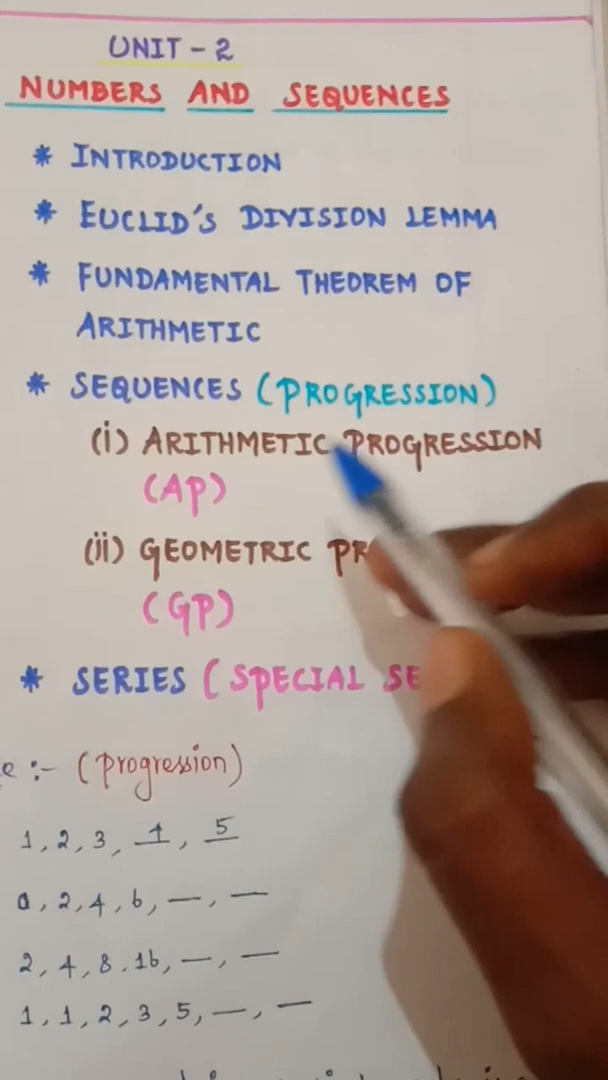 UNIT - 2
NUMBERS AND SEQUENCES
* INTRODUCTION
* EUCLID'S DIVISION LEMMA
* FUNDAMENTAL THEOREM OF
ARITHMETIC
* SEQUENCES (PROGRESSION)
(i) ARITHMETIC PROGRESSION
(AP)
(ii) GEOMETRIC
(GP)
* SERIES (SPECIAL
:- (progression)
1, 2, 3, 4, 5
0, 2, 4, 6, —, —
2, 4, 8, 16, —, —
1, 1, 2, 3, 5, —, —